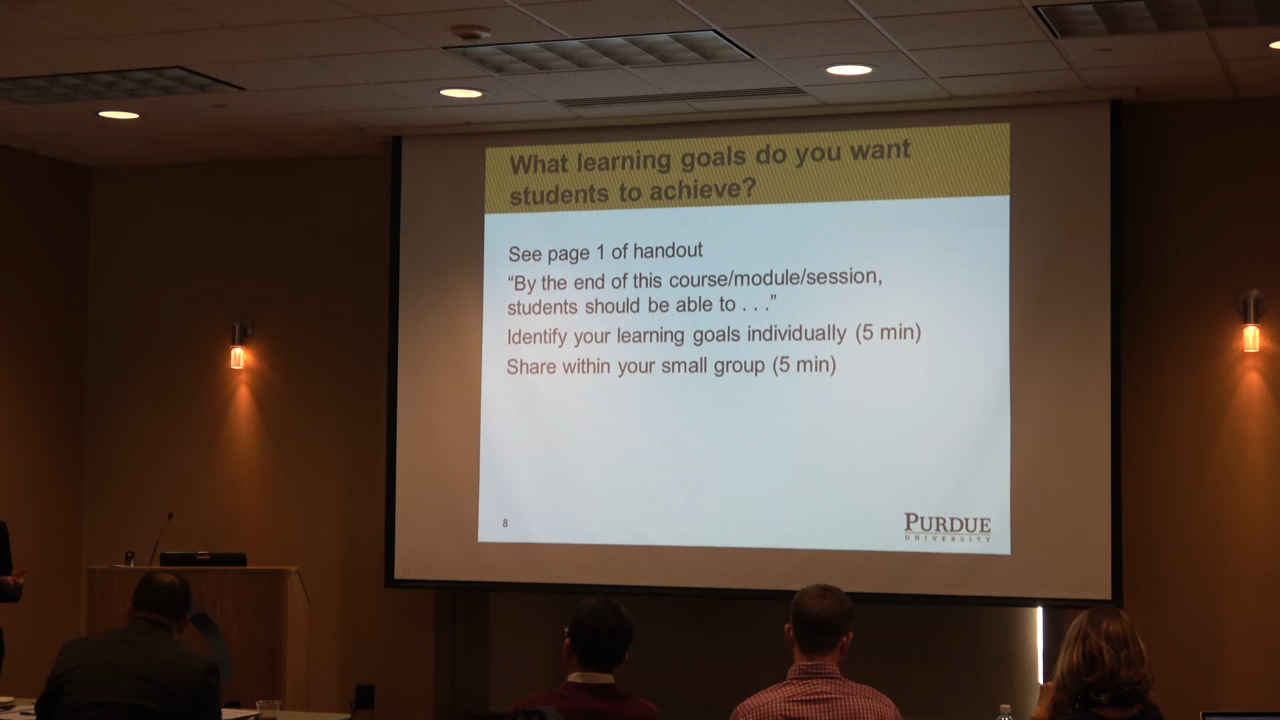 What learning goals do you want
students to achieve?
See page 1 of handout
“By the end of this course/module/session,
students should be able to . . .”
Identify your learning goals individually (5 min)
Share within your small group (5 min)
8
PURDUE
UNIVERSITY